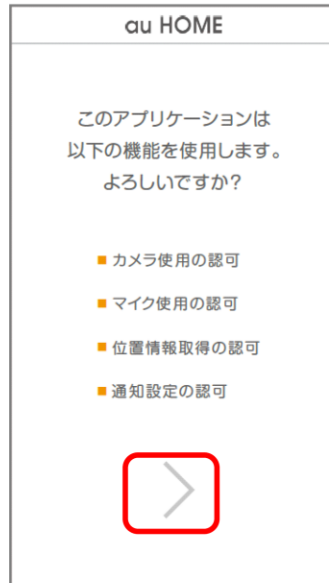 au HOME
このアプリケーションは
以下の機能を使用します。
よろしいですか?
カメラ使用の認可
マイク使用の認可
位置情報取得の認可
通知設定の認可